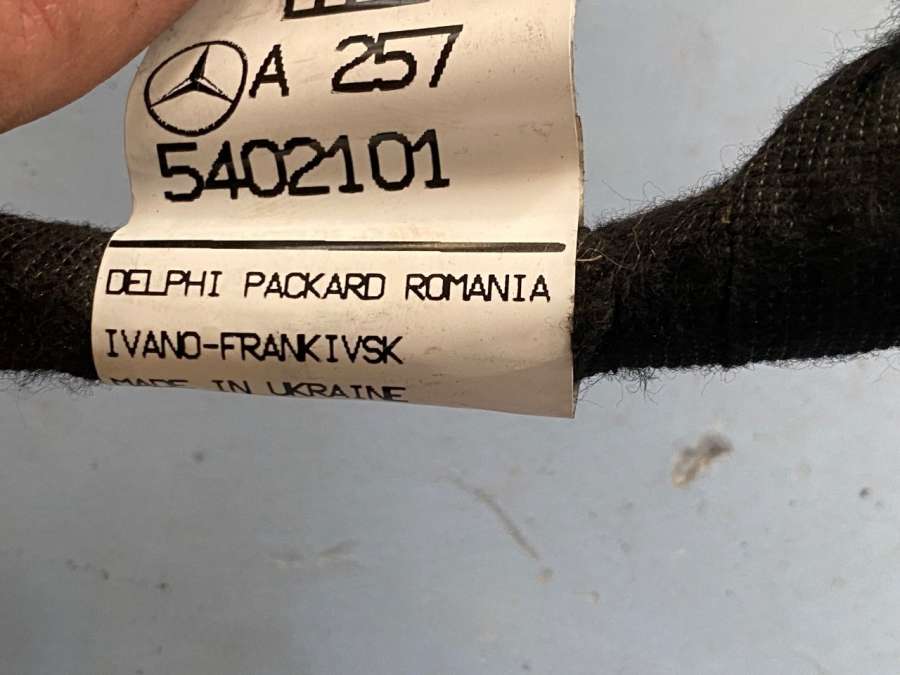 A 257
5402101
DELPHI PACKARD ROMANIA
IVANO-FRANKIVSK
MADE IN UKRAINE